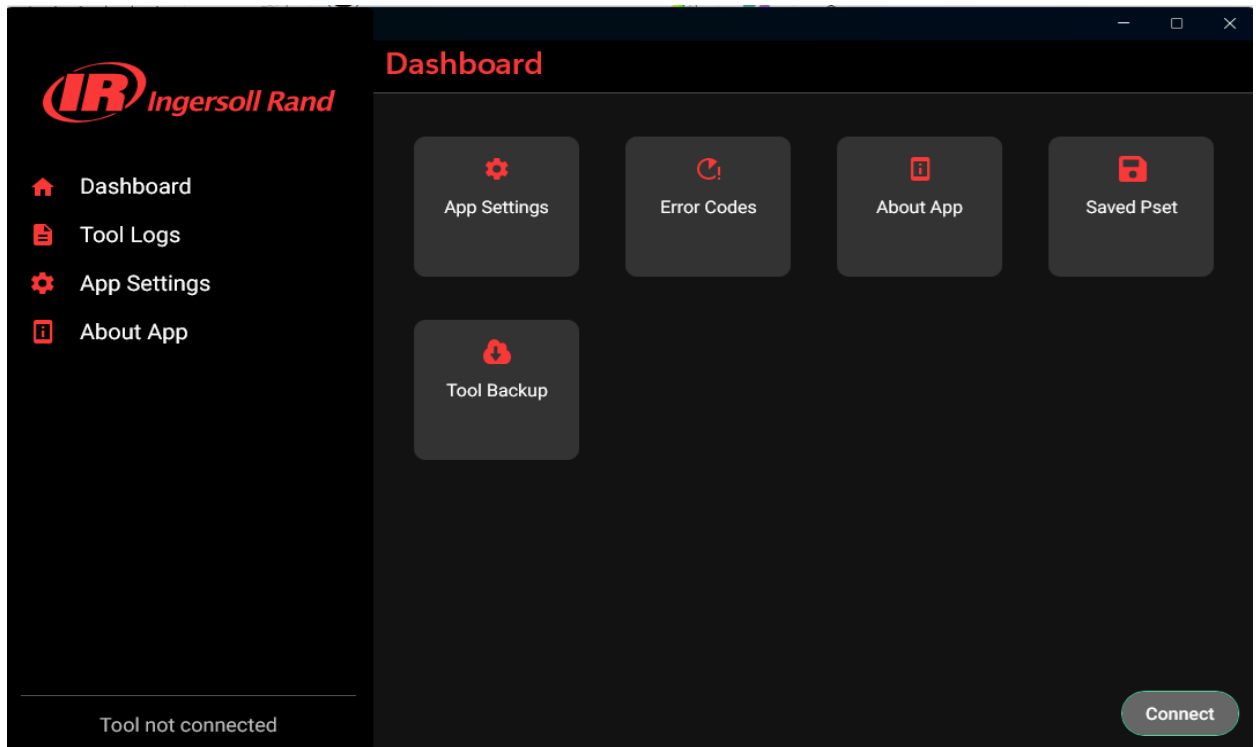 IR Ingersoll Rand
Dashboard
Tool Logs
App Settings
About App
Tool not connected
Dashboard
App Settings
Error Codes
About App
Saved Pset
Tool Backup
Connect